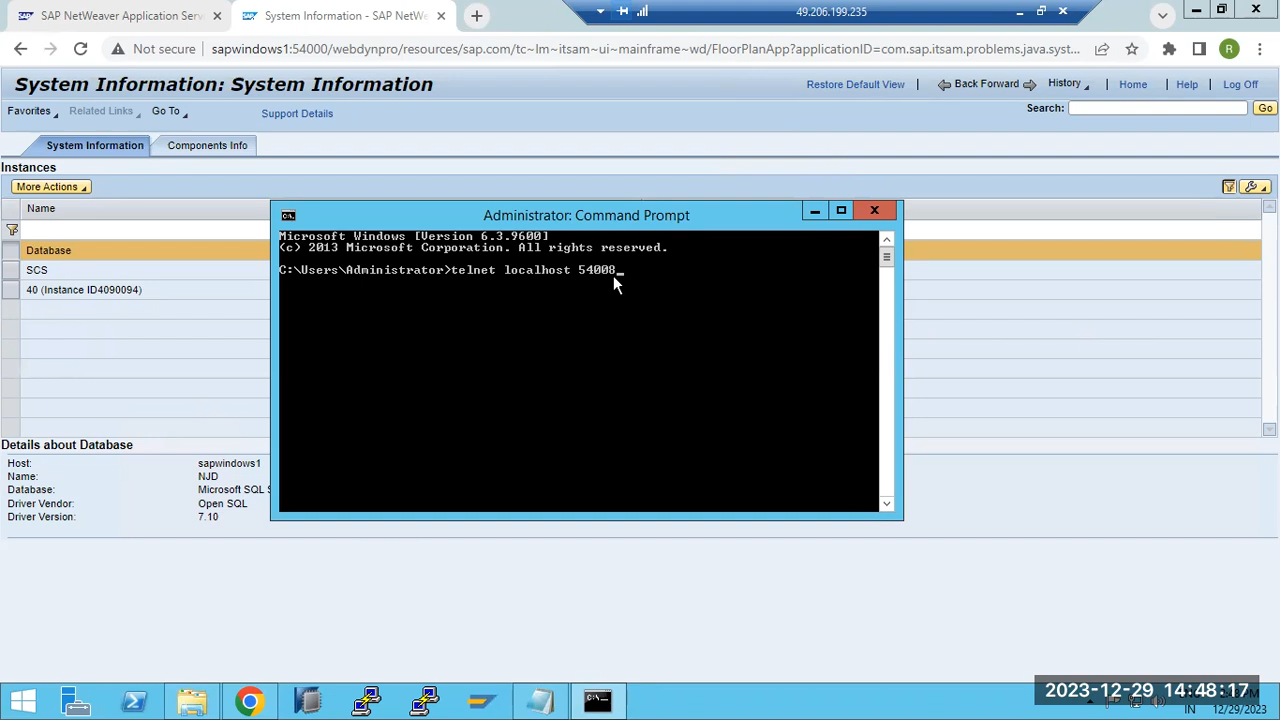 SAP NetWeaver Application Serv
System Information - SAP NetWe
49.206.199.235
Not secure
sapwindows1:54000/webdynpro/resources/sap.com/tc~lm~itsam~ui~mainframe~wd/FloorPlanApp?applicationID=com.sap.itsam.problems.java.syst...
R
System Information: System Information
Restore Default View
Back Forward
History
Home
Help
Log Off
Favorites
Related Links
Go To
Support Details
Search:
Go
System Information
Components Info
Instances
More Actions
Name
Database
SCS
40 (Instance ID4090094)
Administrator: Command Prompt
Microsoft Windows [Version 6.3.9600]
(c) 2013 Microsoft Corporation. All rights reserved.
C:\Users\Administrator>telnet localhost 54008_
Details about Database
Host: sapwindows1
Name: NJD
Database: Microsoft SQL S
Driver Vendor: Open SQL
Driver Version: 7.10
2023-12-29 14:48:17
IN
12/29/2023